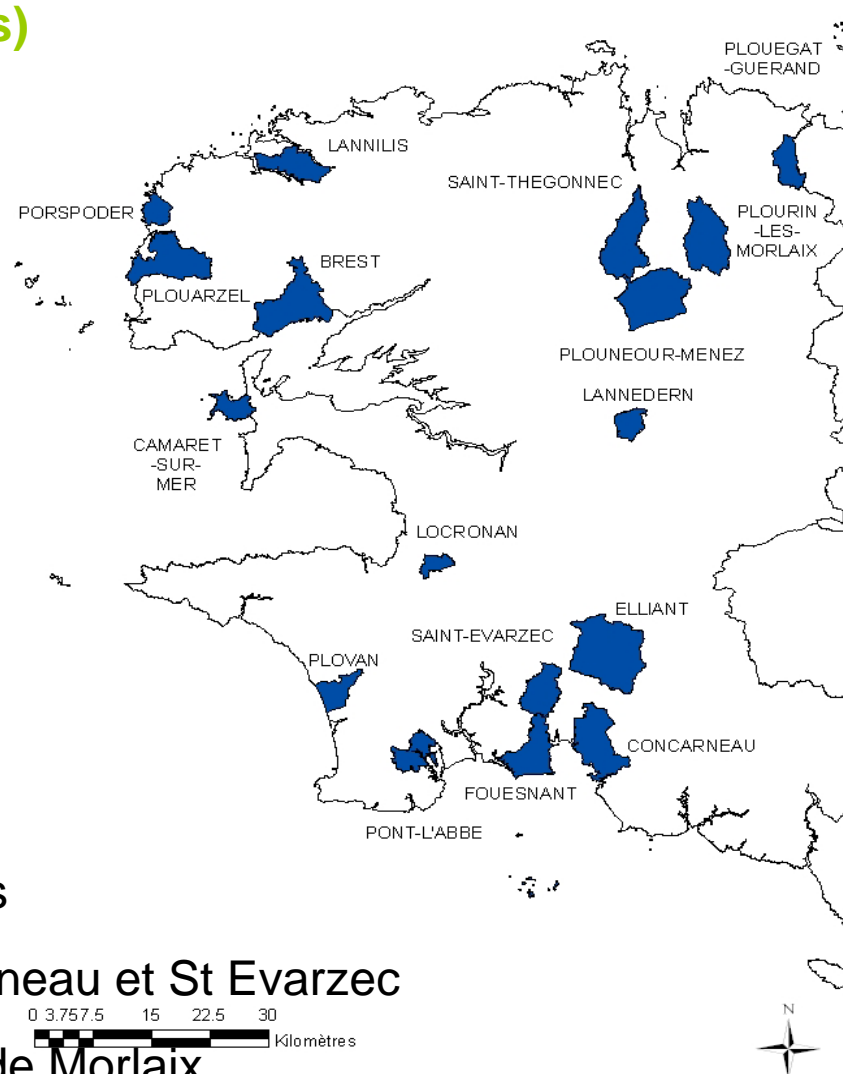 s)
PLOUEGAT
-GUERAND
LANNILIS
SAINT-THEGONNEC
PORSPODER
PLOURIN
-LES-
MORLAIX
BREST
PLOUARZEL
PLOUNEOUR-MENEZ
LANNEDERN
CAMARET
-SUR-
MER
LOCRONAN
ELLIANT
SAINT-EVARZEC
PLOVAN
CONCARNEAU
FOUESNANT
PONT-L'ABBE
s
neau et St Evarzec
0 3.75 7.5 15 22.5 30
Kilomètres
de Morlaix
N